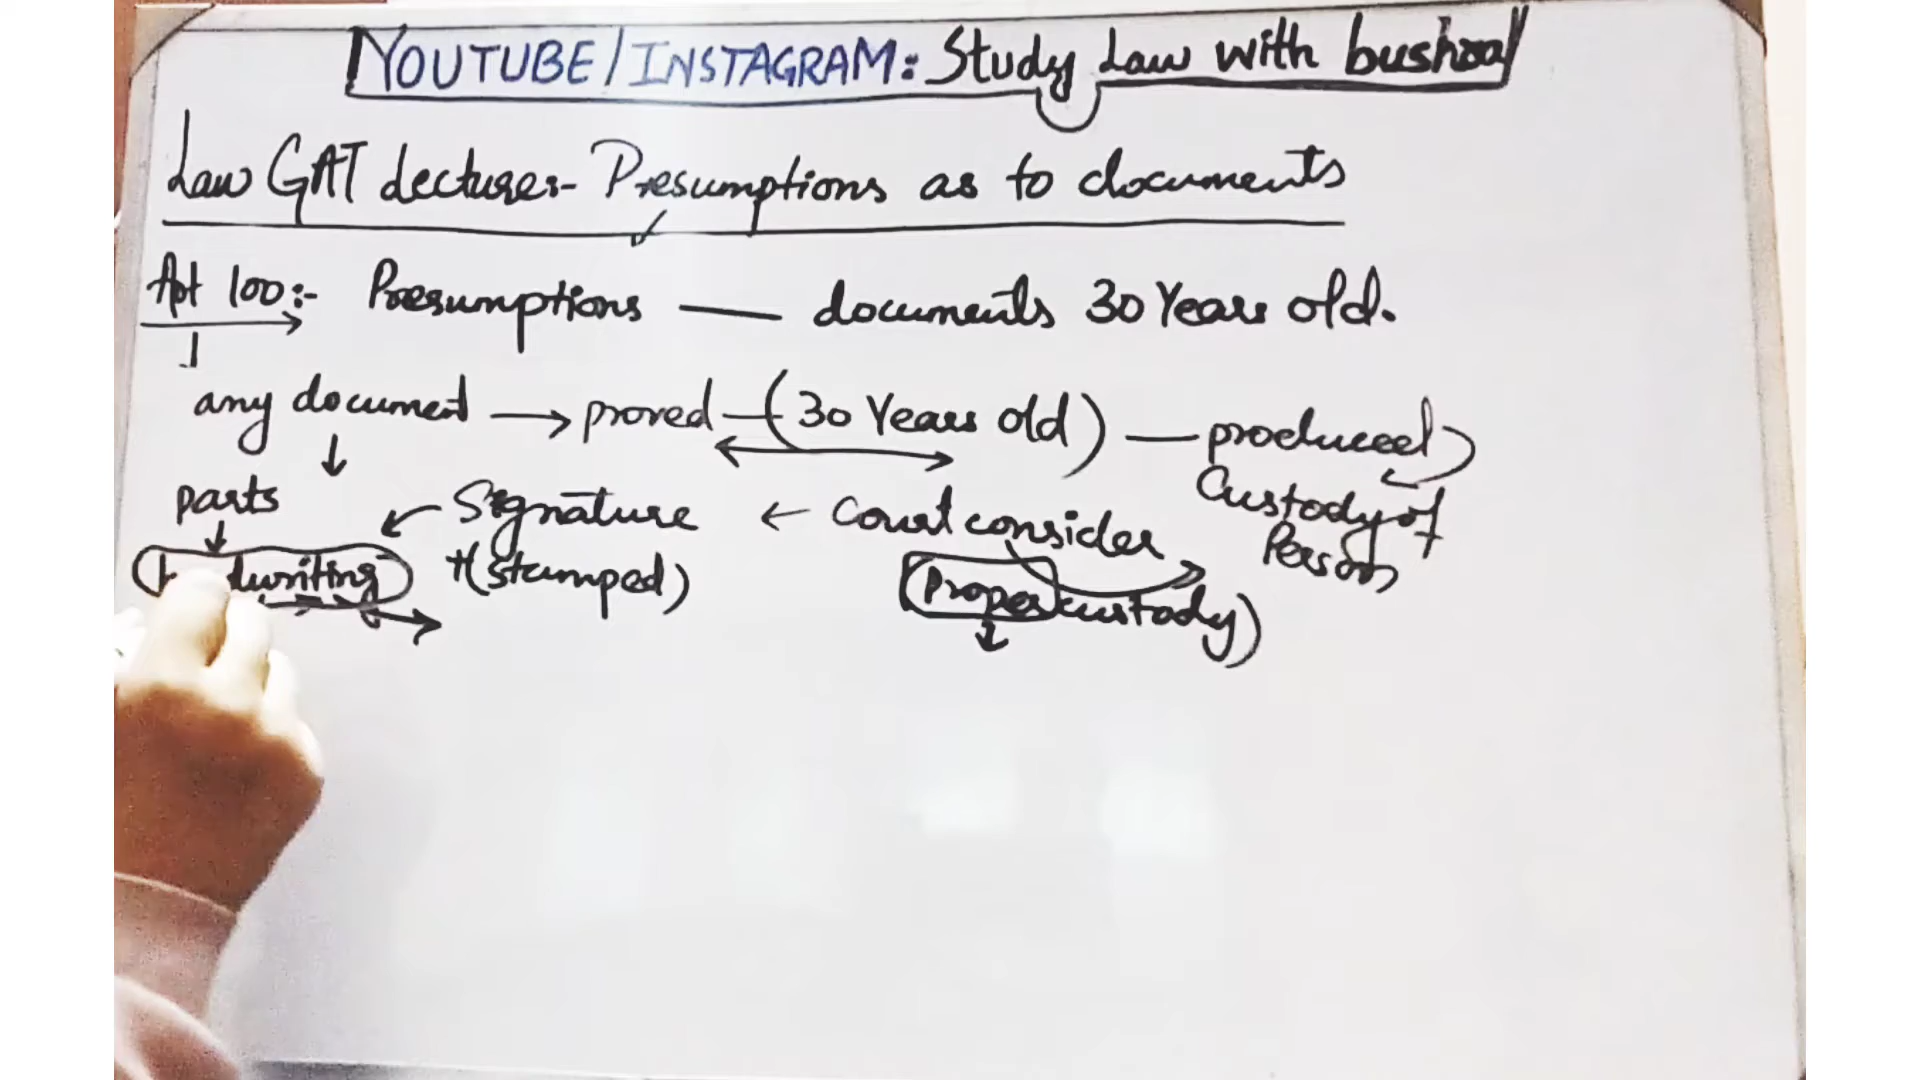 YOUTUBE/INSTAGRAM: Study Law with bushra
Law GAT lectures- Presumptions as to documents
Art 100:- Presumptions — documents 30 Years old.
any document → proved — (30 Years old) — produced
parts ← Signature ← Court consider Custody of Person
handwriting +(stamped) (Proper custody)